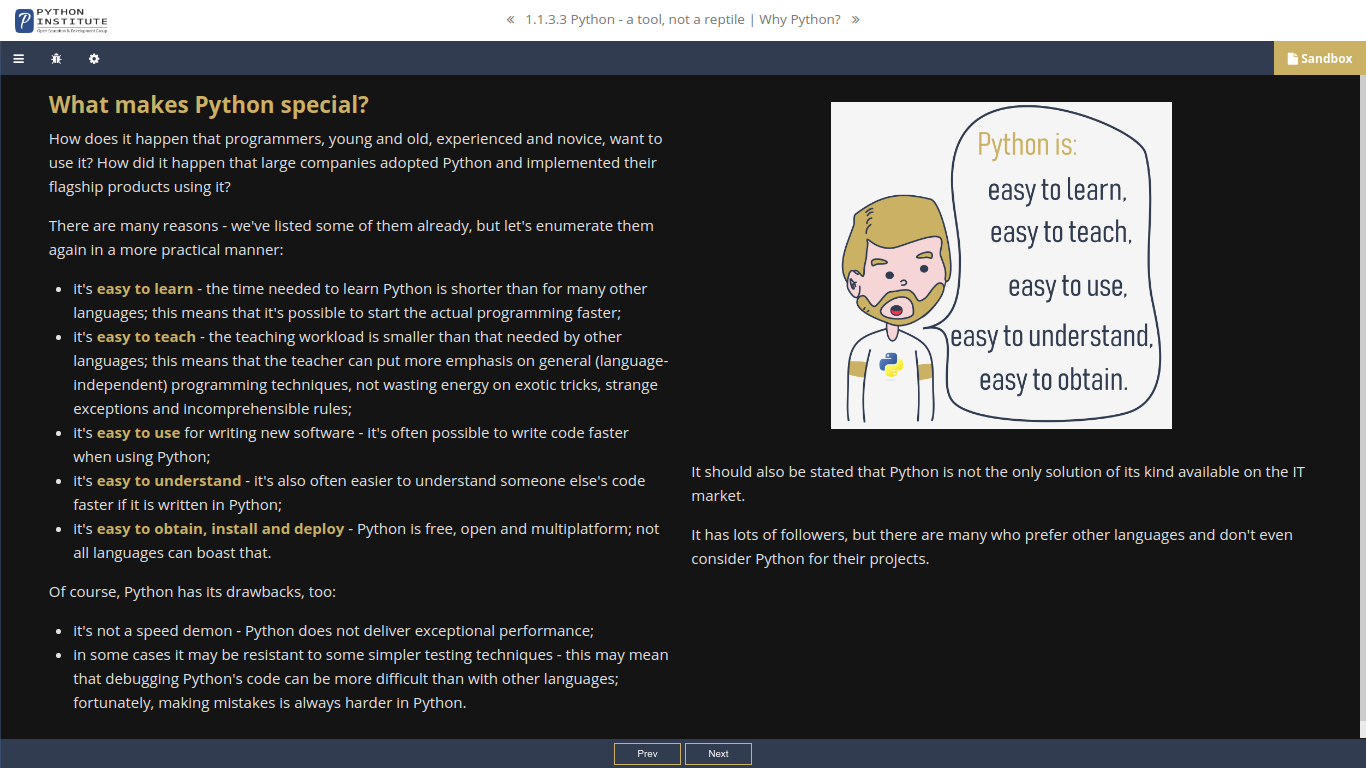 PYTHON
INSTITUTE
Open Education & Development Group
« 1.1.3.3 Python - a tool, not a reptile | Why Python? »
Sandbox
What makes Python special?
How does it happen that programmers, young and old, experienced and novice, want to
use it? How did it happen that large companies adopted Python and implemented their
flagship products using it?
There are many reasons - we've listed some of them already, but let's enumerate them
again in a more practical manner:
• it's easy to learn - the time needed to learn Python is shorter than for many other
languages; this means that it's possible to start the actual programming faster;
• it's easy to teach - the teaching workload is smaller than that needed by other
languages; this means that the teacher can put more emphasis on general (language-
independent) programming techniques, not wasting energy on exotic tricks, strange
exceptions and incomprehensible rules;
• it's easy to use for writing new software - it's often possible to write code faster
when using Python;
• it's easy to understand - it's also often easier to understand someone else's code
faster if it is written in Python;
• it's easy to obtain, install and deploy - Python is free, open and multiplatform; not
all languages can boast that.
Of course, Python has its drawbacks, too:
• it's not a speed demon - Python does not deliver exceptional performance;
• in some cases it may be resistant to some simpler testing techniques - this may mean
that debugging Python's code can be more difficult than with other languages;
fortunately, making mistakes is always harder in Python.
Python is:
easy to learn,
easy to teach,
easy to use,
easy to understand,
easy to obtain.
It should also be stated that Python is not the only solution of its kind available on the IT
market.
It has lots of followers, but there are many who prefer other languages and don't even
consider Python for their projects.
Prev
Next